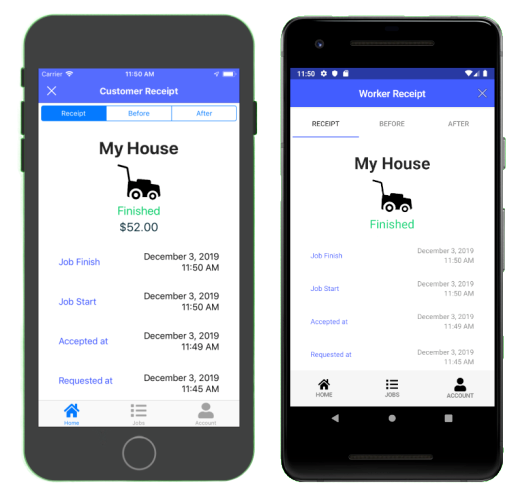 Carrier 11:50 AM
Customer Receipt
Receipt Before After
My House
Finished
$52.00
Job Finish December 3, 2019
11:50 AM
Job Start December 3, 2019
11:50 AM
Accepted at December 3, 2019
11:49 AM
Requested at December 3, 2019
11:45 AM
Home Jobs Account
11:50
Worker Receipt
RECEIPT BEFORE AFTER
My House
Finished
Job Finish December 3, 2019
11:50 AM
Job Start December 3, 2019
11:50 AM
Accepted at December 3, 2019
11:49 AM
Requested at December 3, 2019
11:45 AM
HOME JOBS ACCOUNT